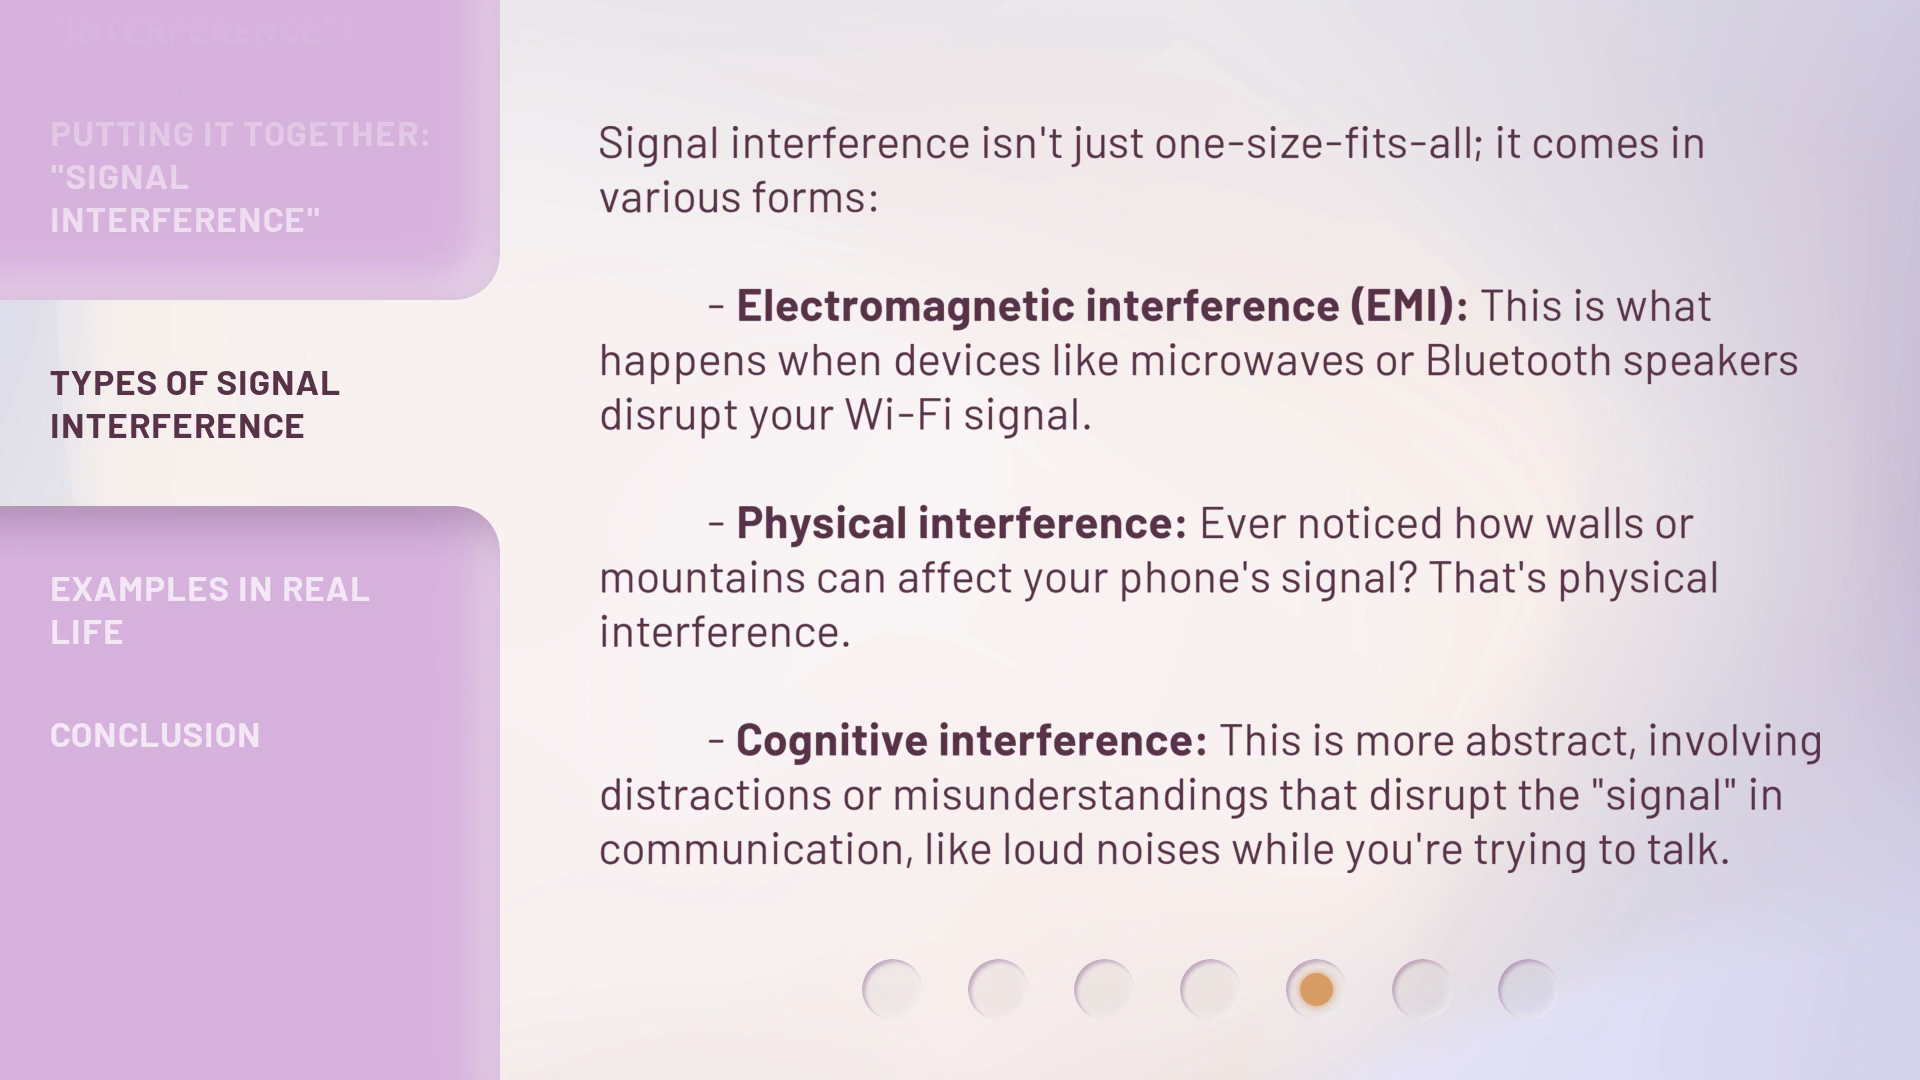 "INTERFERENCE"?
PUTTING IT TOGETHER:
"SIGNAL
INTERFERENCE"
TYPES OF SIGNAL
INTERFERENCE
EXAMPLES IN REAL
LIFE
CONCLUSION
Signal interference isn't just one-size-fits-all; it comes in
various forms:
- Electromagnetic interference (EMI): This is what
happens when devices like microwaves or Bluetooth speakers
disrupt your Wi-Fi signal.
- Physical interference: Ever noticed how walls or
mountains can affect your phone's signal? That's physical
interference.
- Cognitive interference: This is more abstract, involving
distractions or misunderstandings that disrupt the "signal" in
communication, like loud noises while you're trying to talk.